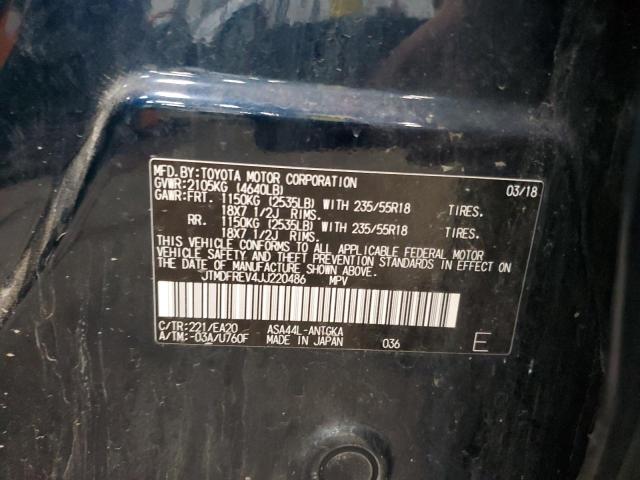 MFD.BY:TOYOTA MOTOR CORPORATION 03/18
GVWR:2105KG (4640LB)
GAWR:FRT. 1150KG (2535LB) WITH 235/55R18 TIRES.
18X7 1/2J RIMS.
RR. 1150KG (2535LB) WITH 235/55R18 TIRES.
18X7 1/2J RIMS.
THIS VEHICLE CONFORMS TO ALL APPLICABLE FEDERAL MOTOR
VEHICLE SAFETY AND THEFT PREVENTION STANDARDS IN EFFECT ON
THE DATE OF MANUFACTURE SHOWN ABOVE.
JTMDFREV4JJ220486 MPV
C/TR:221/EA20 ASA44L-ANTGKA
A/TM:-03A/U760F MADE IN JAPAN 036 E